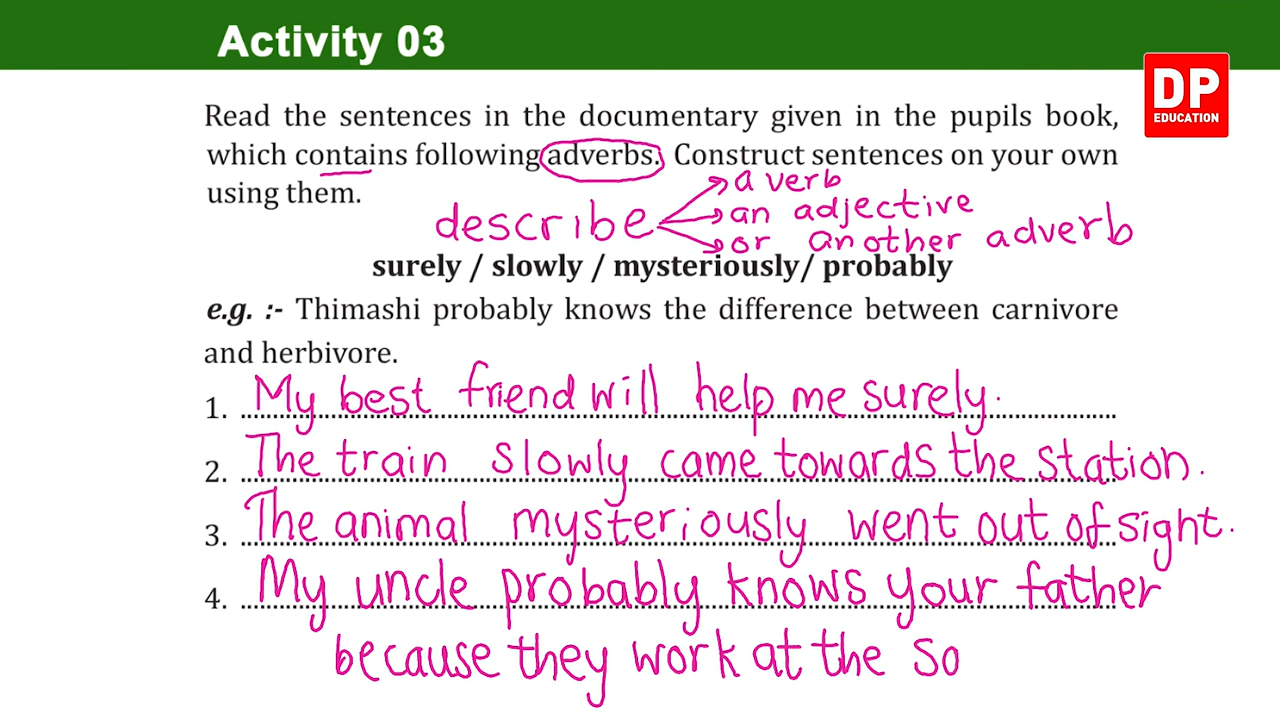 Activity 03
DP
EDUCATION
Read the sentences in the documentary given in the pupils book,
which contains following adverbs. Construct sentences on your own
using them.
a verb
describe an adjective
or another adverb
surely / slowly / mysteriously/ probably
e.g. :- Thimashi probably knows the difference between carnivore
and herbivore.
1. My best friend will help me surely.
2. The train slowly came towards the station.
3. The animal mysteriously went out of sight.
4. My uncle probably knows your father
because they work at the so